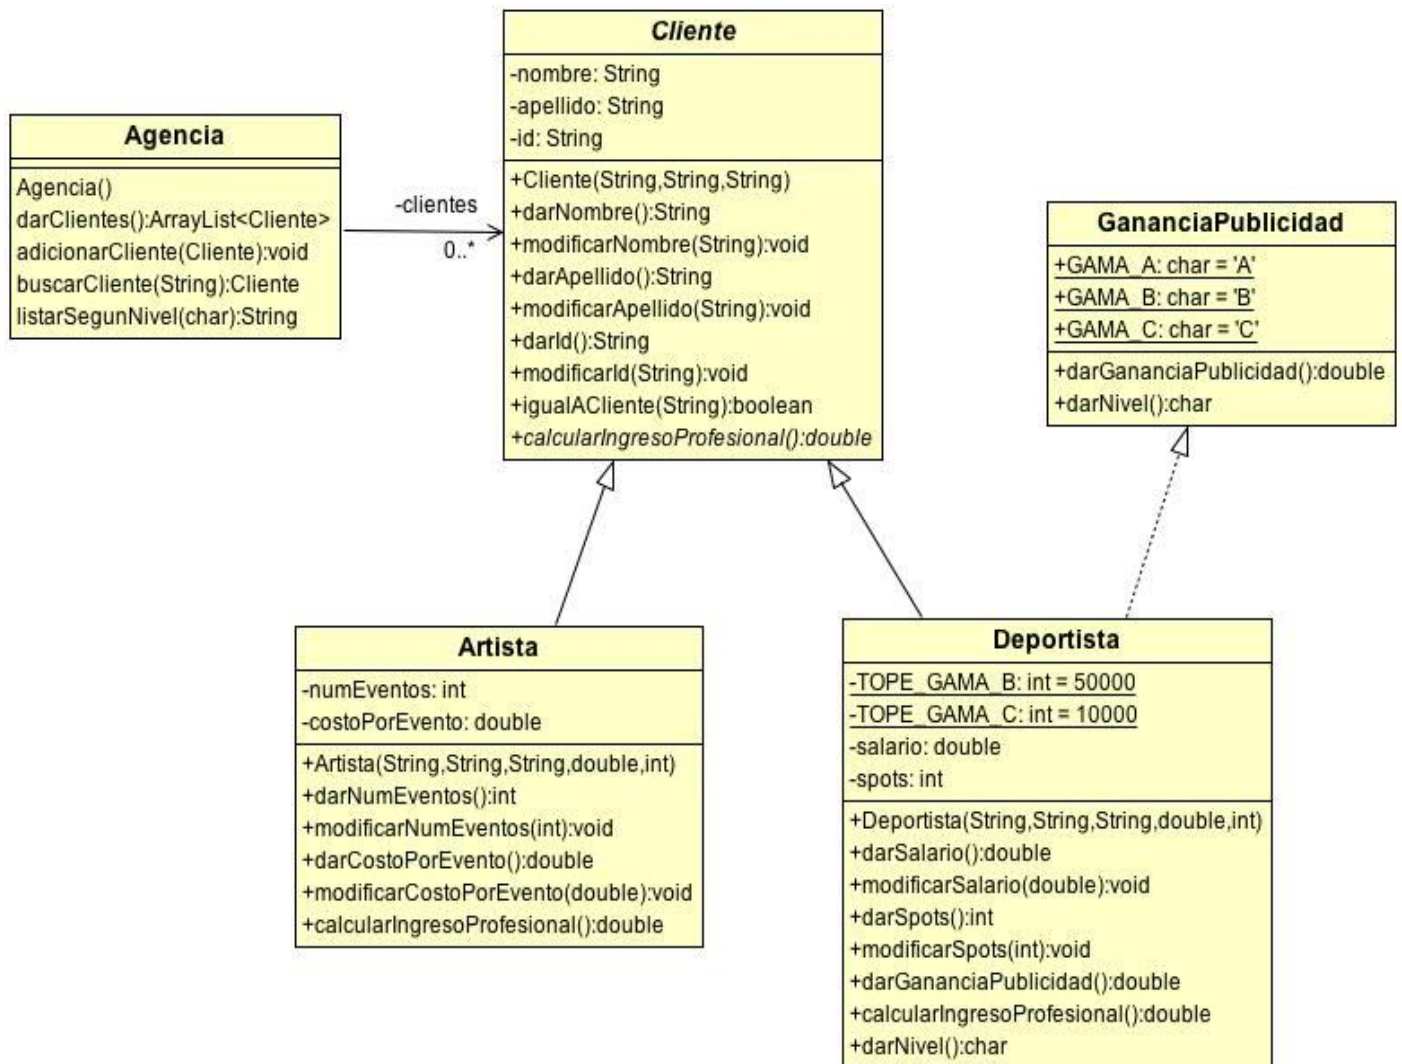 Cliente
-nombre: String
-apellido: String
-id: String
+Cliente(String,String,String)
+darNombre():String
+modificarNombre(String):void
+darApellido():String
+modificarApellido(String):void
+darId():String
+modificarId(String):void
+igualACliente(String):boolean
+calcularIngresoProfesional():double
Agencia
Agencia()
darClientes():ArrayList<Cliente>
adicionarCliente(Cliente):void
buscarCliente(String):Cliente
listarSegunNivel(char):String
-clientes
0..*
GananciaPublicidad
+GAMA_A: char = 'A'
+GAMA_B: char = 'B'
+GAMA_C: char = 'C'
+darGananciaPublicidad():double
+darNivel():char
Artista
-numEventos: int
-costoPorEvento: double
+Artista(String,String,String,double,int)
+darNumEventos():int
+modificarNumEventos(int):void
+darCostoPorEvento():double
+modificarCostoPorEvento(double):void
+calcularIngresoProfesional():double
Deportista
-TOPE_GAMA_B: int = 50000
-TOPE_GAMA_C: int = 10000
-salario: double
-spots: int
+Deportista(String,String,String,double,int)
+darSalario():double
+modificarSalario(double):void
+darSpots():int
+modificarSpots(int):void
+darGananciaPublicidad():double
+calcularIngresoProfesional():double
+darNivel():char